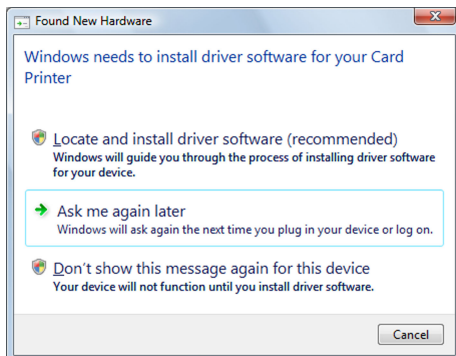 Found New Hardware
Windows needs to install driver software for your Card
Printer
Locate and install driver software (recommended)
Windows will guide you through the process of installing driver software
for your device.
Ask me again later
Windows will ask again the next time you plug in your device or log on.
Don't show this message again for this device
Your device will not function until you install driver software.
Cancel